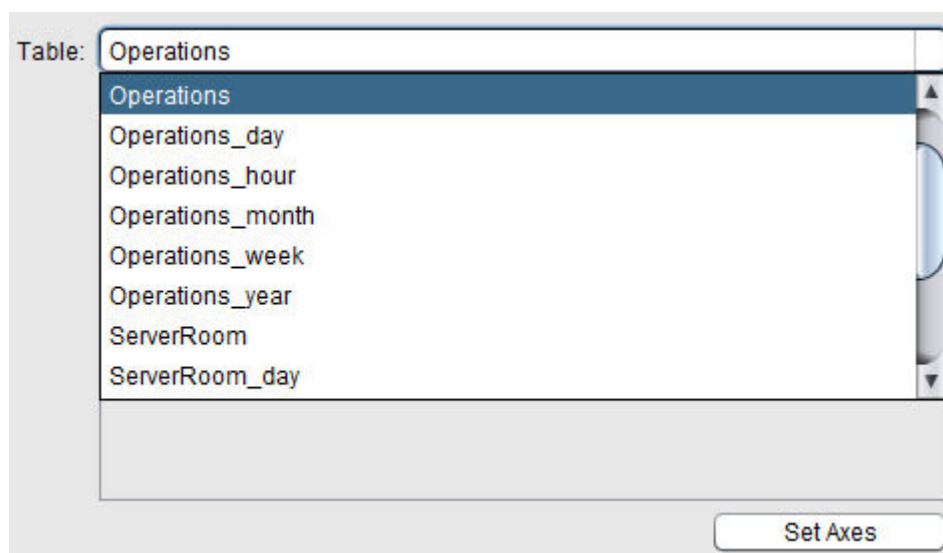 Table: Operations
Operations
Operations_day
Operations_hour
Operations_month
Operations_week
Operations_year
ServerRoom
ServerRoom_day
Set Axes